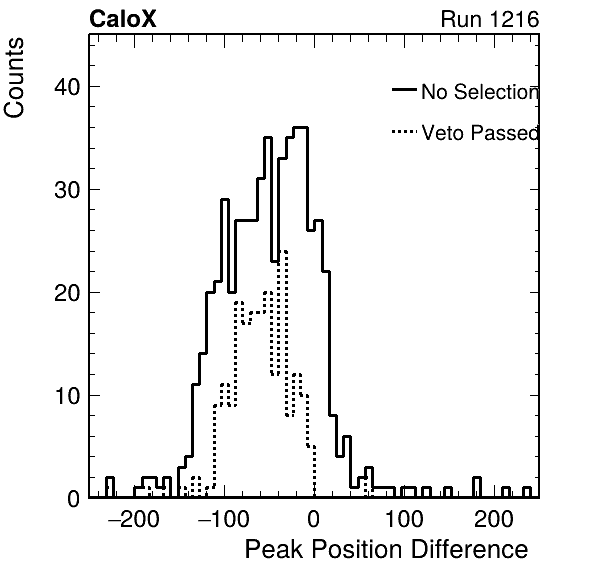 CaloX Run 1216
Counts
40
30
20
10
0
No Selection
Veto Passed
−200 −100 0 100 200
Peak Position Difference